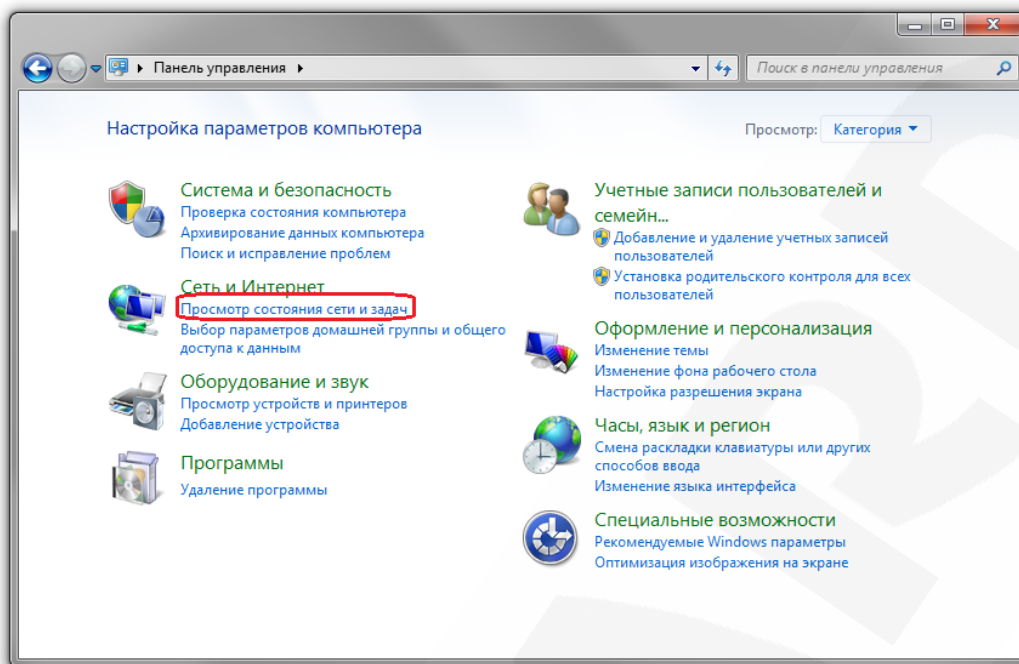 Панель управления
Поиск в панели управления
Настройка параметров компьютера
Просмотр: Категория
Система и безопасность
Проверка состояния компьютера
Архивирование данных компьютера
Поиск и исправление проблем
Сеть и Интернет
Просмотр состояния сети и задач
Выбор параметров домашней группы и общего
доступа к данным
Оборудование и звук
Просмотр устройств и принтеров
Добавление устройства
Программы
Удаление программы
Учетные записи пользователей и
семейн...
Добавление и удаление учетных записей
пользователей
Установка родительского контроля для всех
пользователей
Оформление и персонализация
Изменение темы
Изменение фона рабочего стола
Настройка разрешения экрана
Часы, язык и регион
Смена раскладки клавиатуры или других
способов ввода
Изменение языка интерфейса
Специальные возможности
Рекомендуемые Windows параметры
Оптимизация изображения на экране